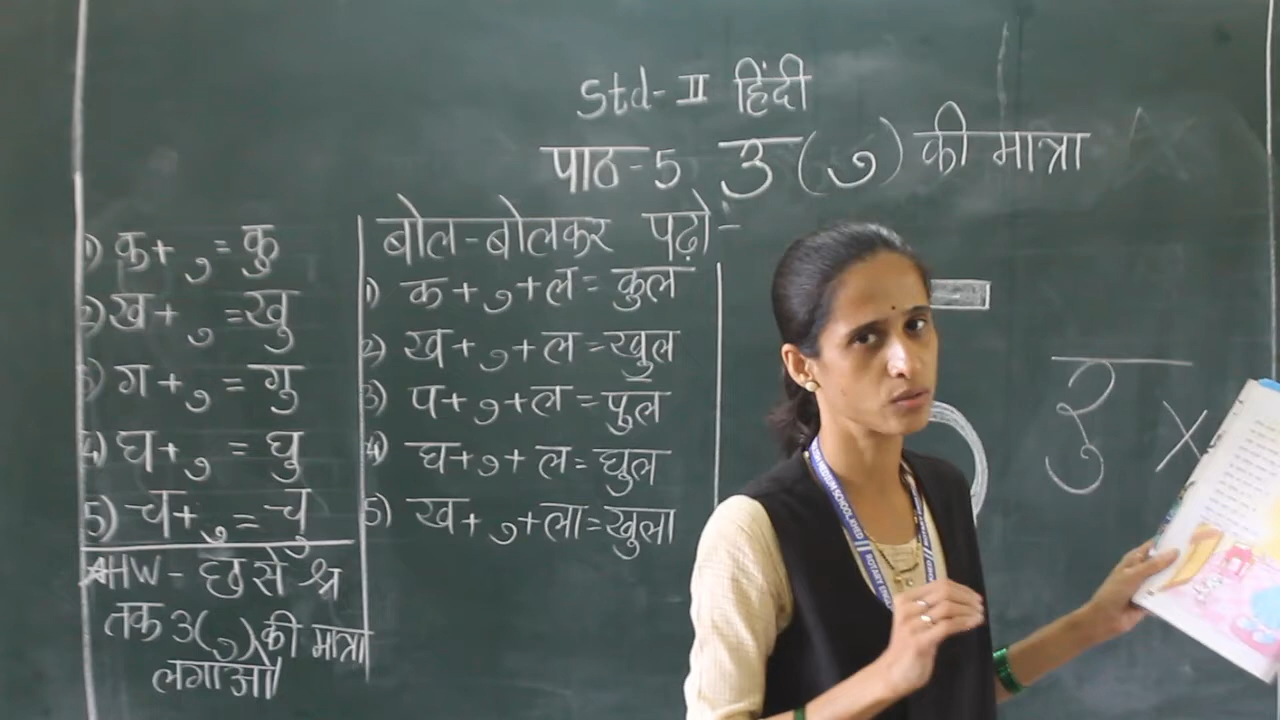 Std-II हिंदी
पाठ-5 उ (ु) की मात्रा
1) क + ु = कु
2) ख + ु = खु
3) ग + ु = गु
4) घ + ु = घु
5) च + ु = चु
HW - छ से श्र
तक उ (ु) की मात्रा
लगाओ
बोल-बोलकर पढ़ो-
1) क + ु + ल = कुल
2) ख + ु + ल = खुल
3) प + ु + ल = पुल
4) घ + ु + ल = घुल
5) ख + ु + ला = खुला
रु ×